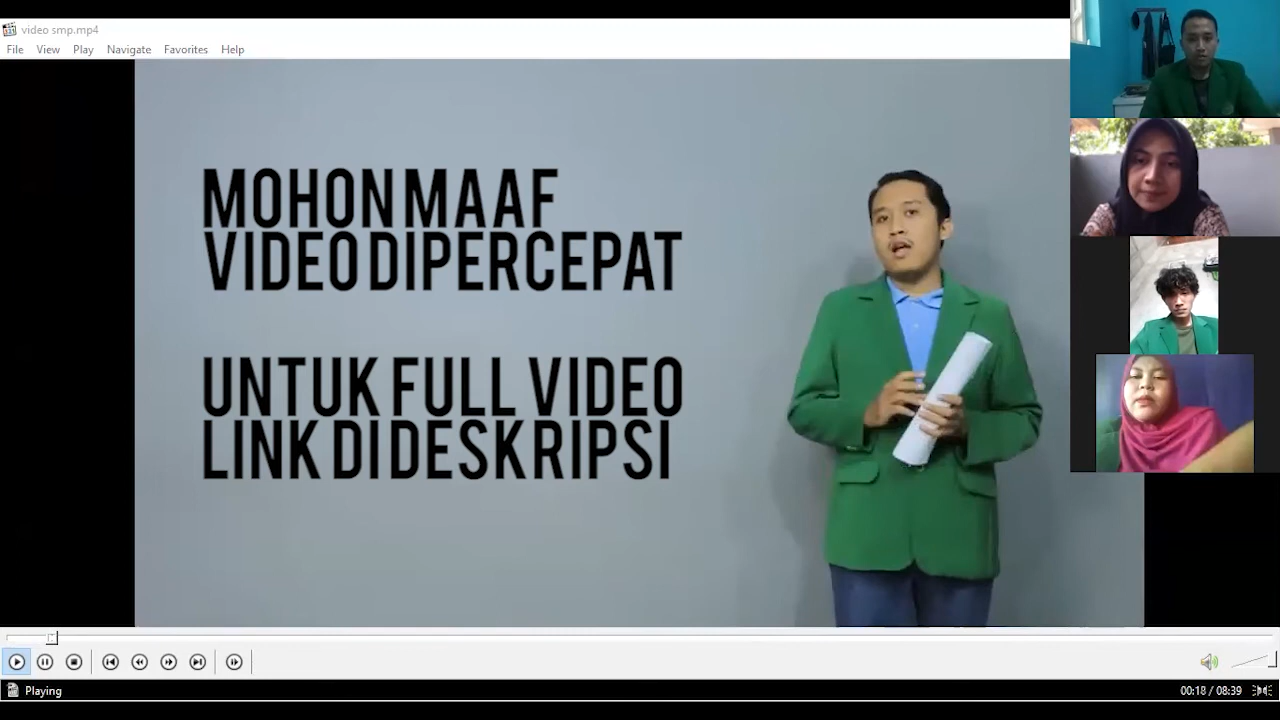 video smp.mp4
File View Play Navigate Favorites Help
MOHON MAAF
VIDEO DIPERCEPAT
UNTUK FULL VIDEO
LINK DI DESKRIPSI
Playing
00:18 / 08:39